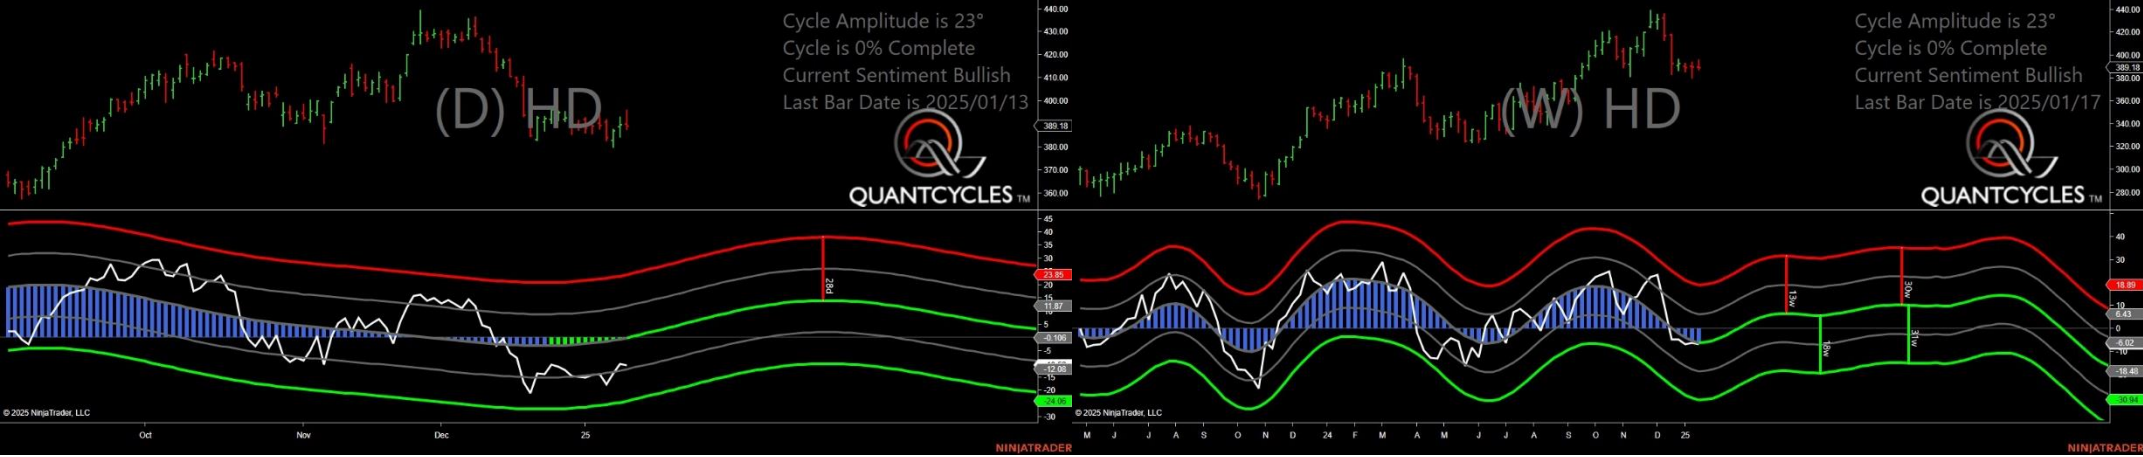 Cycle Amplitude is 23°
Cycle is 0% Complete
Current Sentiment Bullish
Last Bar Date is 2025/01/13
(D) HD
QUANTCYCLES TM
440.00
430.00
420.00
410.00
400.00
389.18
380.00
370.00
360.00
45
40
35
30
23.85
20
15
11.87
5
-0.106
-5
-12.08
-15
-20
-24.06
-30
28d
© 2025 NinjaTrader, LLC
Oct
Nov
Dec
25
NINJATRADER
Cycle Amplitude is 23°
Cycle is 0% Complete
Current Sentiment Bullish
Last Bar Date is 2025/01/17
(W) HD
QUANTCYCLES TM
440.00
420.00
400.00
389.18
380.00
360.00
340.00
320.00
300.00
280.00
40
30
18.89
10
6.43
0
-6.02
-10
-18.48
-30.94
13w
18w
30w
31w
© 2025 NinjaTrader, LLC
M J J A S O N D 24 F M A M J J A S O N D 25
NINJATRADER